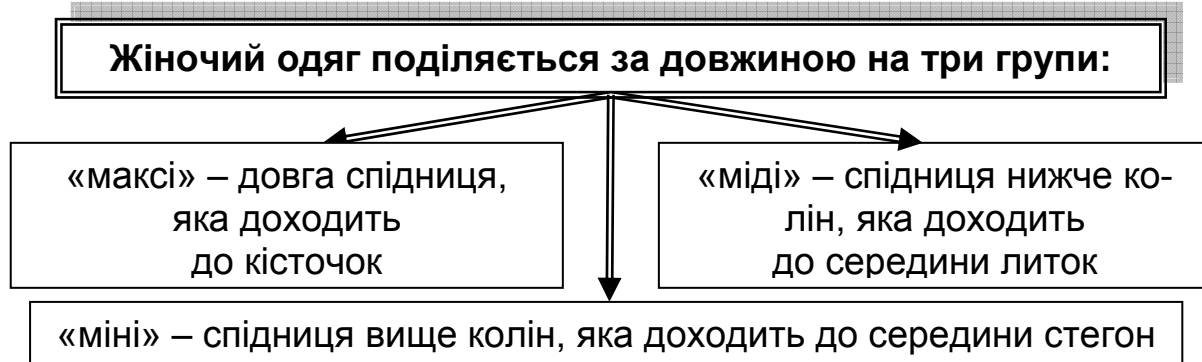 Жіночий одяг поділяється за довжиною на три групи:
«максі» – довга спідниця,
яка доходить
до кісточок
«міді» – спідниця нижче ко-
лін, яка доходить
до середини литок
«міні» – спідниця вище колін, яка доходить до середини стегон